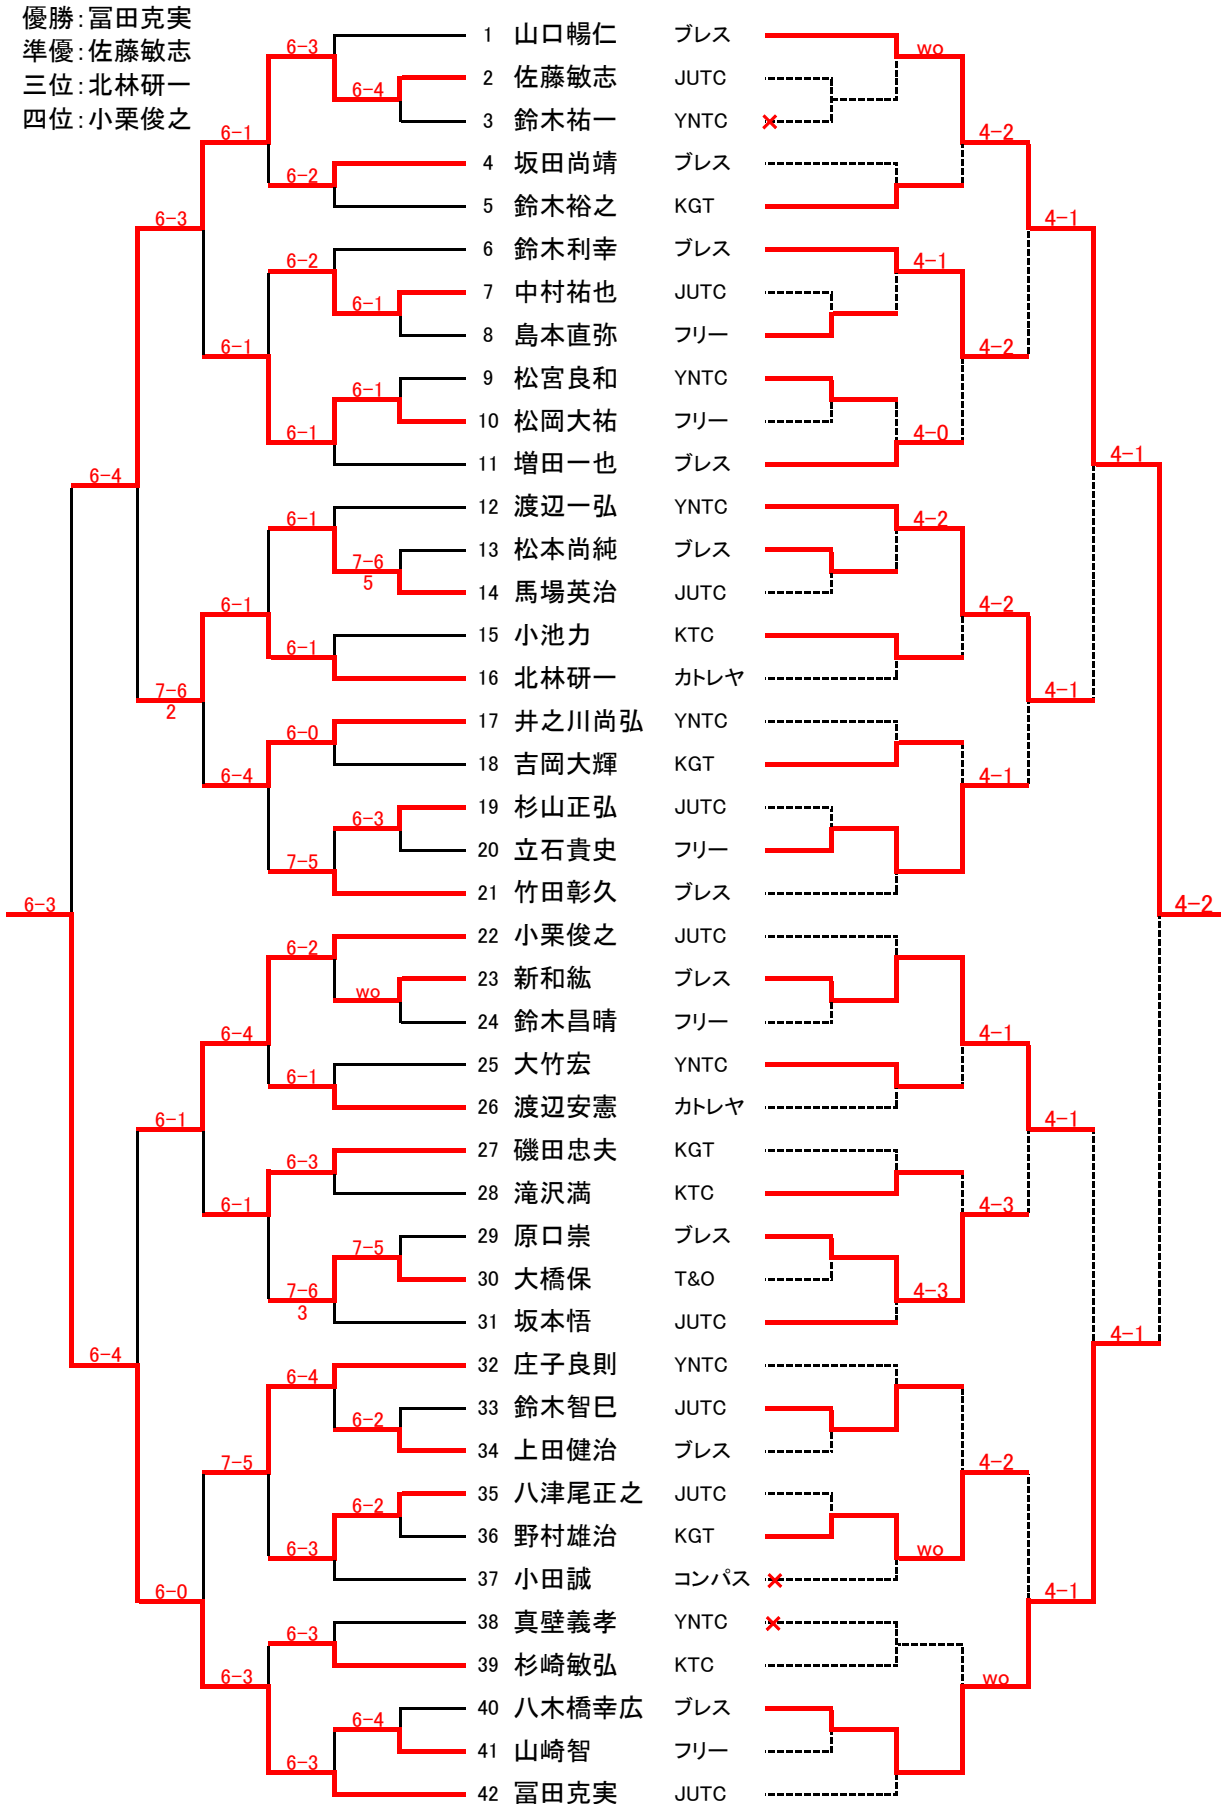 優勝：冨田克実
準優：佐藤敏志
三位：北林研一
四位：小栗俊之
1 山口暢仁 ブレス
6-3 wo
2 佐藤敏志 JUTC
6-4
3 鈴木祐一 YNTC ×
6-1 4-2
4 坂田尚靖 ブレス
6-2
5 鈴木裕之 KGT
6-3 4-1
6 鈴木利幸 ブレス
6-2 4-1
7 中村祐也 JUTC
6-1
8 島本直弥 フリー
6-1 4-2
9 松宮良和 YNTC
6-1
10 松岡大祐 フリー
6-1 4-0
11 増田一也 ブレス
6-4 4-1
12 渡辺一弘 YNTC
6-1 4-2
13 松本尚純 ブレス
7-6
5
14 馬場英治 JUTC
6-1 4-2
15 小池力 KTC
6-1
16 北林研一 カトレヤ
7-6 4-1
2
17 井之川尚弘 YNTC
6-0
18 吉岡大輝 KGT
6-4 4-1
19 杉山正弘 JUTC
6-3
20 立石貴史 フリー
7-5
21 竹田彰久 ブレス
6-3 4-2
22 小栗俊之 JUTC
6-2
23 新和紘 ブレス
wo
24 鈴木昌晴 フリー
6-4 4-1
25 大竹宏 YNTC
6-1
26 渡辺安憲 カトレヤ
6-1 4-1
27 磯田忠夫 KGT
6-3
28 滝沢満 KTC
6-1 4-3
29 原口崇 ブレス
7-5
30 大橋保 T&O
7-6 4-3
3
31 坂本悟 JUTC
6-4 4-1
32 庄子良則 YNTC
6-4
33 鈴木智巳 JUTC
6-2
34 上田健治 ブレス
7-5 4-2
35 八津尾正之 JUTC
6-2
36 野村雄治 KGT
6-3 wo
37 小田誠 コンパス ×
6-0 4-1
38 真壁義孝 YNTC ×
6-3
39 杉崎敏弘 KTC
6-3 wo
40 八木橋幸広 ブレス
6-4
41 山崎智 フリー
6-3
42 冨田克実 JUTC